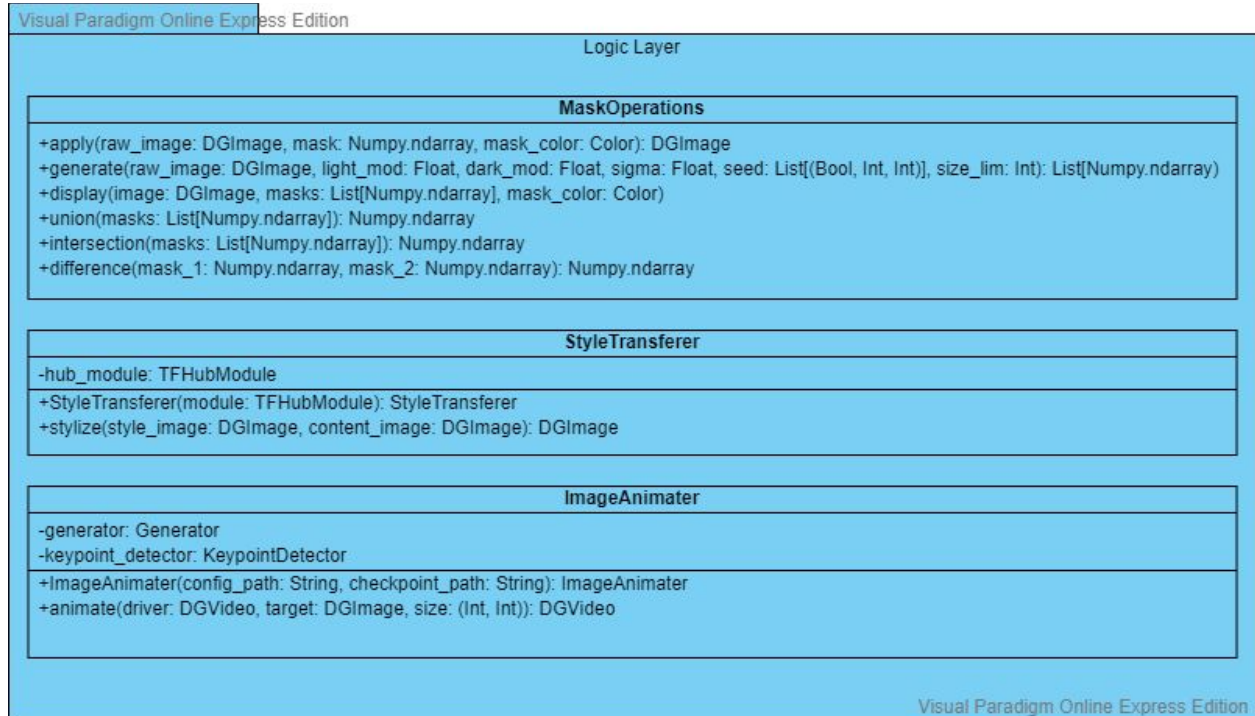 Visual Paradigm Online Express Edition
Logic Layer
MaskOperations
+apply(raw_image: DGImage, mask: Numpy.ndarray, mask_color: Color): DGImage
+generate(raw_image: DGImage, light_mod: Float, dark_mod: Float, sigma: Float, seed: List[(Bool, Int, Int)], size_lim: Int): List[Numpy.ndarray)
+display(image: DGImage, masks: List[Numpy.ndarray], mask_color: Color)
+union(masks: List[Numpy.ndarray]): Numpy.ndarray
+intersection(masks: List[Numpy.ndarray]): Numpy.ndarray
+difference(mask_1: Numpy.ndarray, mask_2: Numpy.ndarray): Numpy.ndarray
StyleTransferer
-hub_module: TFHubModule
+StyleTransferer(module: TFHubModule): StyleTransferer
+stylize(style_image: DGImage, content_image: DGImage): DGImage
ImageAnimater
-generator: Generator
-keypoint_detector: KeypointDetector
+ImageAnimater(config_path: String, checkpoint_path: String): ImageAnimater
+animate(driver: DGVideo, target: DGImage, size: (Int, Int)): DGVideo
Visual Paradigm Online Express Edition